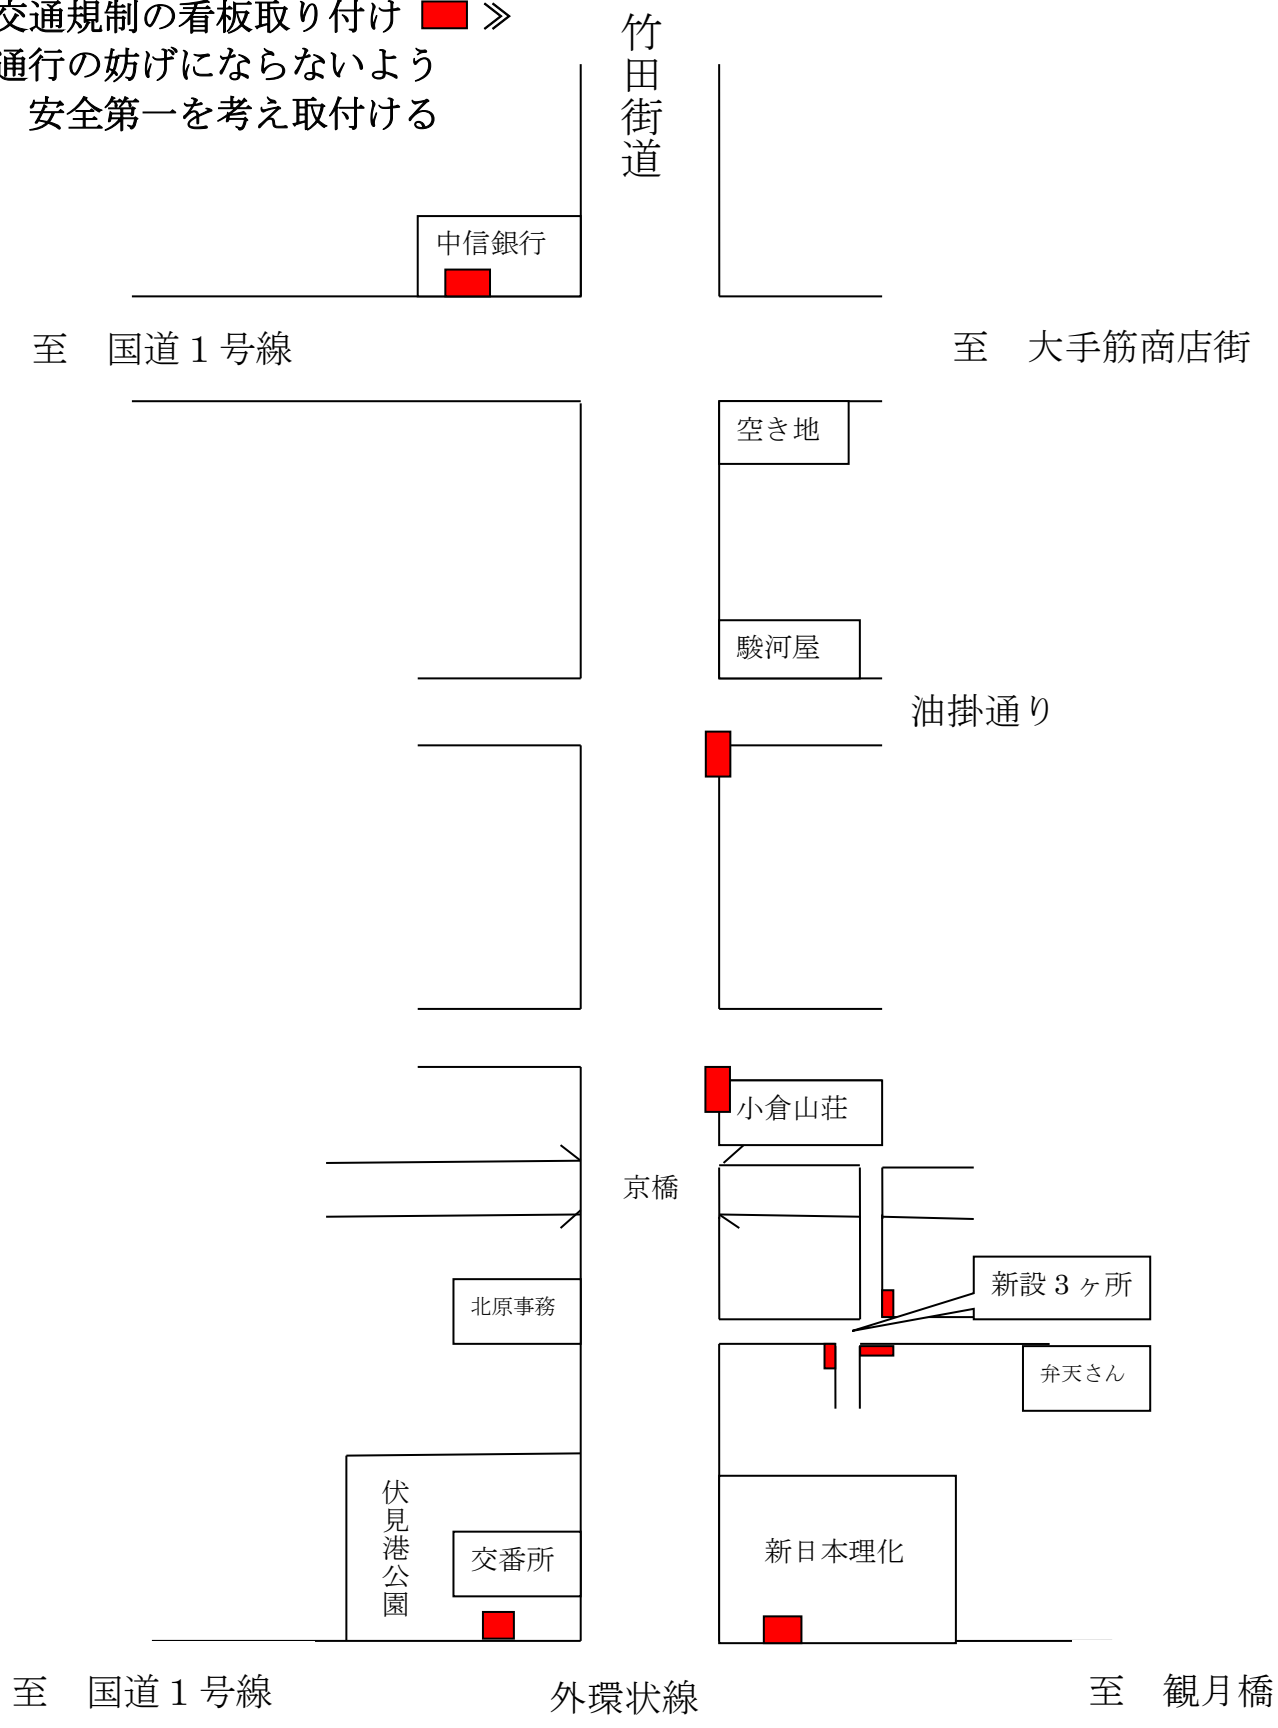 交通規制の看板取り付け ≫
通行の妨げにならないよう
安全第一を考え取付ける
竹田街道
中信銀行
至 国道１号線
至 大手筋商店街
空き地
駿河屋
油掛通り
小倉山荘
京橋
新設３ヶ所
北原事務
弁天さん
伏見港公園
交番所
新日本理化
至 国道１号線
外環状線
至 観月橋